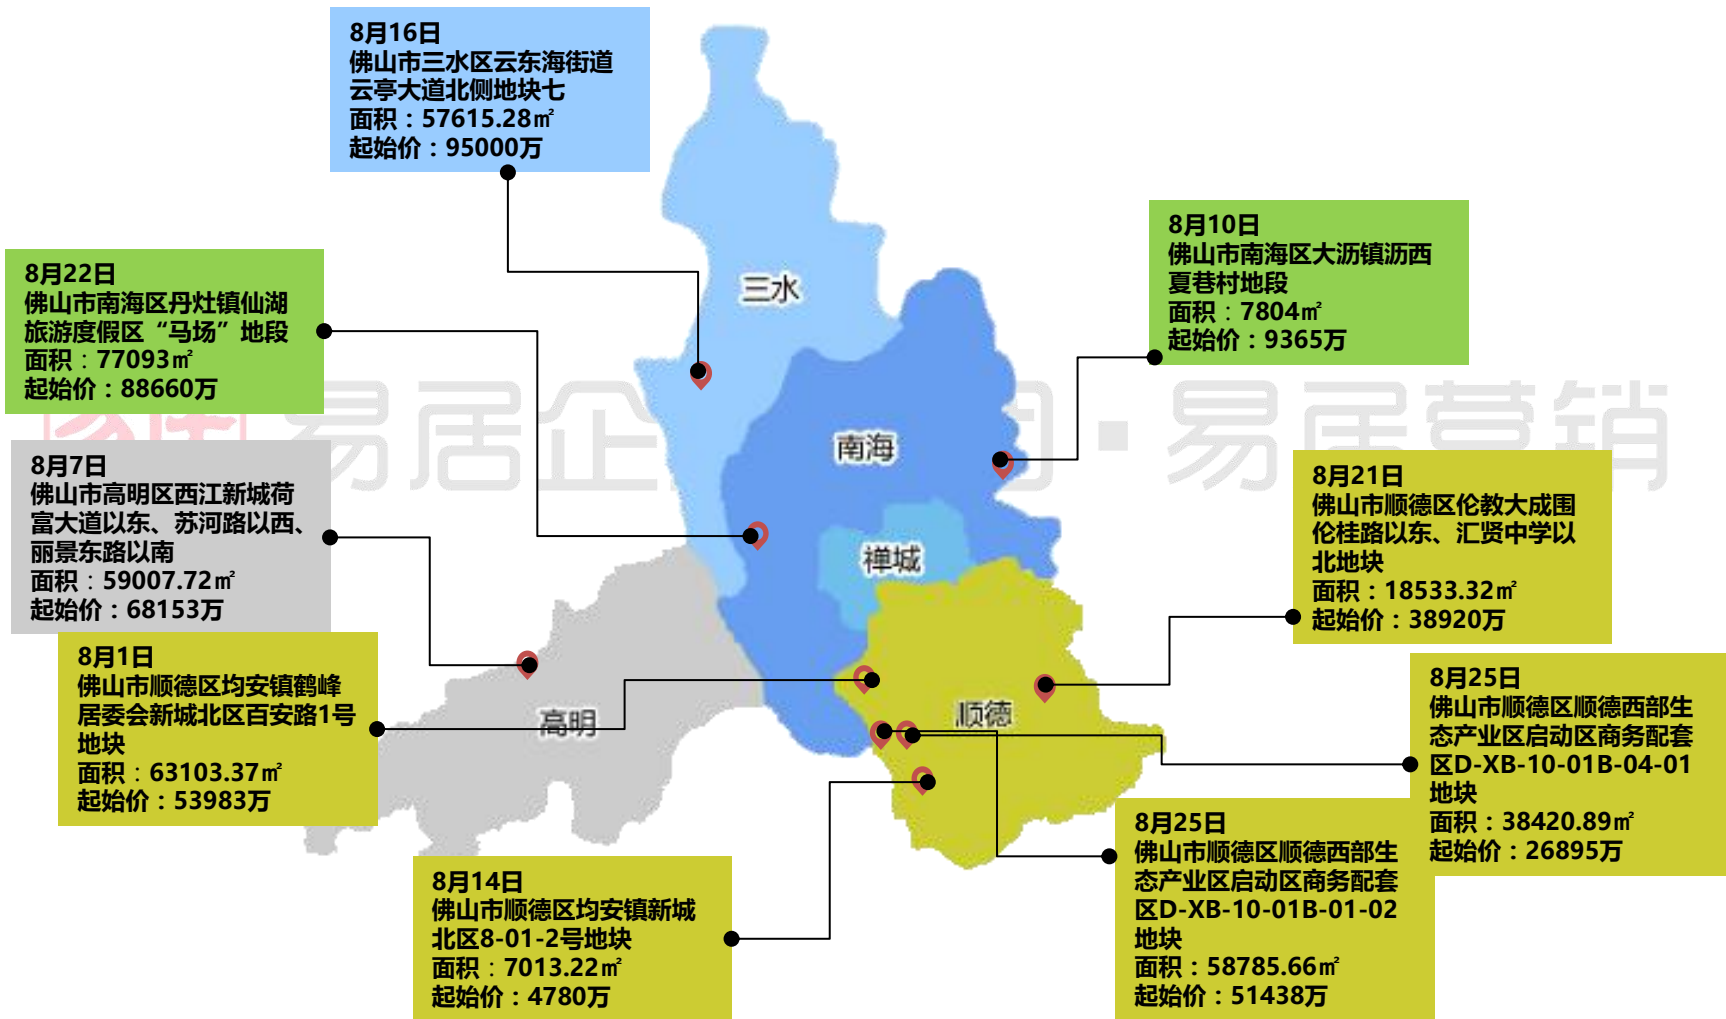 8月16日
佛山市三水区云东海街道
云亭大道北侧地块七
面积：57615.28㎡
起始价：95000万
8月10日
佛山市南海区大沥镇沥西
夏巷村地段
面积：7804㎡
起始价：9365万
8月22日
佛山市南海区丹灶镇仙湖
旅游度假区“马场”地段
面积：77093㎡
起始价：88660万
三水
南海
禅城
高明
顺德
易居企
·易居营销
8月7日
佛山市高明区西江新城荷
富大道以东、苏河路以西、
丽景东路以南
面积：59007.72㎡
起始价：68153万
8月21日
佛山市顺德区伦教大成围
伦桂路以东、汇贤中学以
北地块
面积：18533.32㎡
起始价：38920万
8月1日
佛山市顺德区均安镇鹤峰
居委会新城北区百安路1号
地块
面积：63103.37㎡
起始价：53983万
8月25日
佛山市顺德区顺德西部生
态产业区启动区商务配套
区D-XB-10-01B-04-01
地块
面积：38420.89㎡
起始价：26895万
8月14日
佛山市顺德区均安镇新城
北区8-01-2号地块
面积：7013.22㎡
起始价：4780万
8月25日
佛山市顺德区顺德西部生
态产业区启动区商务配套
区D-XB-10-01B-01-02
地块
面积：58785.66㎡
起始价：51438万